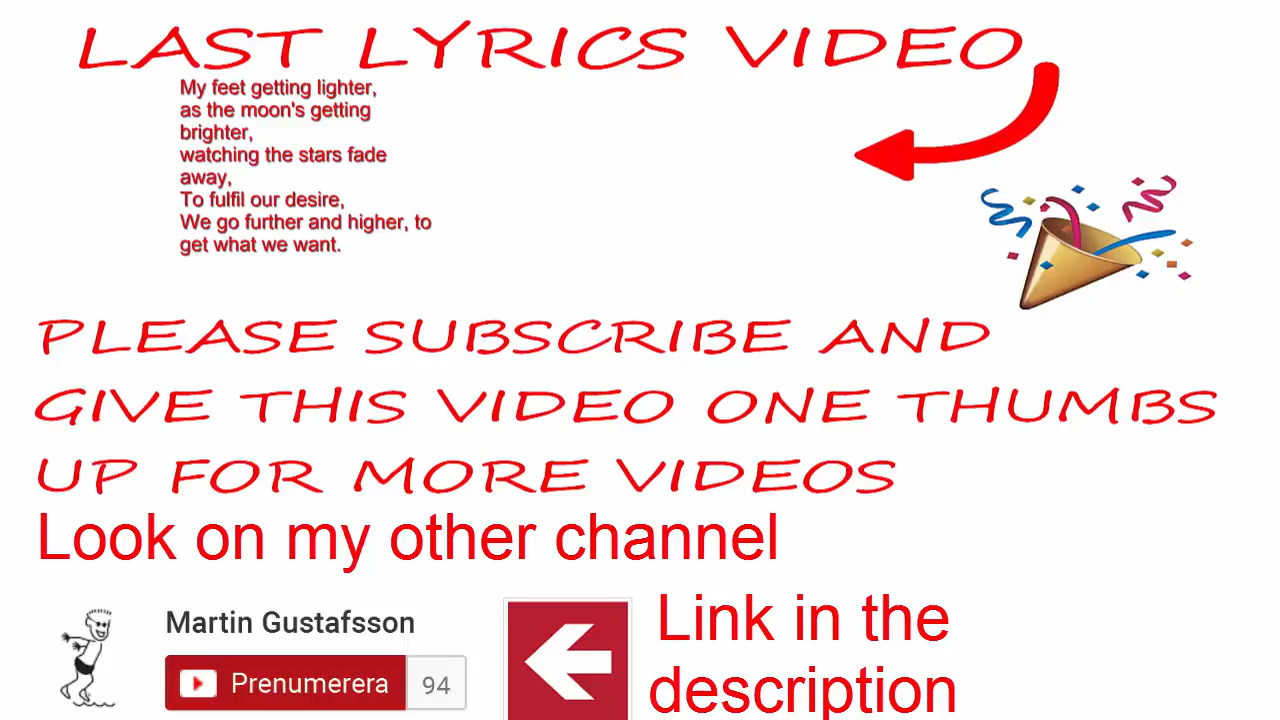 LAST LYRICS VIDEO
My feet getting lighter,
as the moon's getting
brighter,
watching the stars fade
away,
To fulfil our desire,
We go further and higher, to
get what we want.
PLEASE SUBSCRIBE AND
GIVE THIS VIDEO ONE THUMBS
UP FOR MORE VIDEOS
Look on my other channel
Martin Gustafsson
Prenumerera 94
Link in the
description